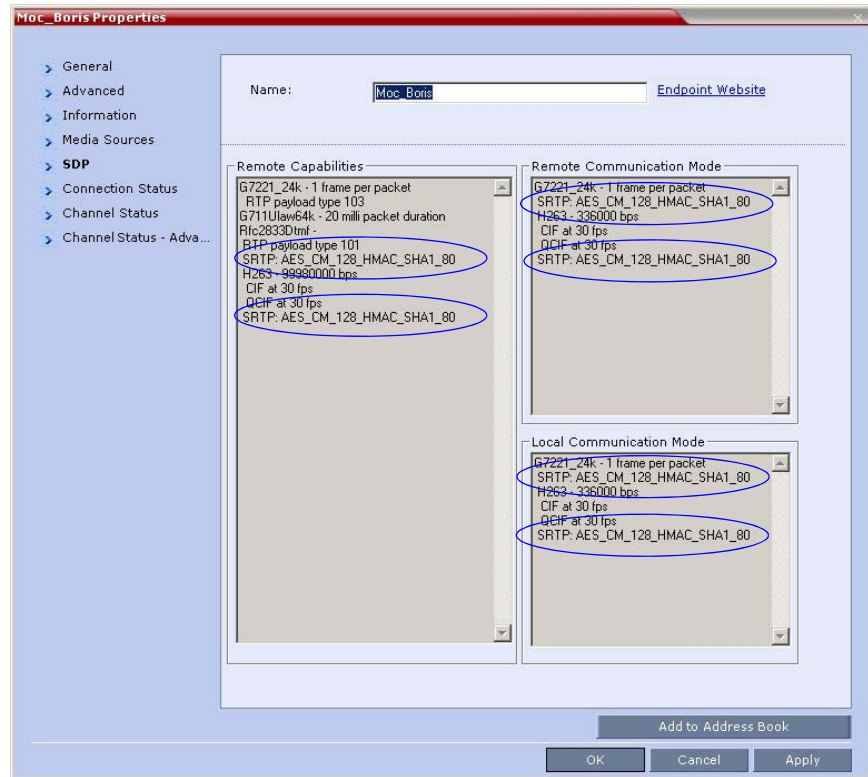 Moc_Boris Properties
General
Advanced
Information
Media Sources
SDP
Connection Status
Channel Status
Channel Status - Adva...
Name:
Moc_Boris
Endpoint Website
Remote Capabilities
G7221_24k - 1 frame per packet
RTP payload type 103
G711Ulaw64k - 20 milli packet duration
Rfc2833Dtmf -
RTP payload type 101
SRTP: AES_CM_128_HMAC_SHA1_80
H263 - 99980000 bps
CIF at 30 fps
QCIF at 30 fps
SRTP: AES_CM_128_HMAC_SHA1_80
Remote Communication Mode
G7221_24k - 1 frame per packet
SRTP: AES_CM_128_HMAC_SHA1_80
H263 - 336000 bps
CIF at 30 fps
QCIF at 30 fps
SRTP: AES_CM_128_HMAC_SHA1_80
Local Communication Mode
G7221_24k - 1 frame per packet
SRTP: AES_CM_128_HMAC_SHA1_80
H263 - 336000 bps
CIF at 30 fps
QCIF at 30 fps
SRTP: AES_CM_128_HMAC_SHA1_80
Add to Address Book
OK
Cancel
Apply